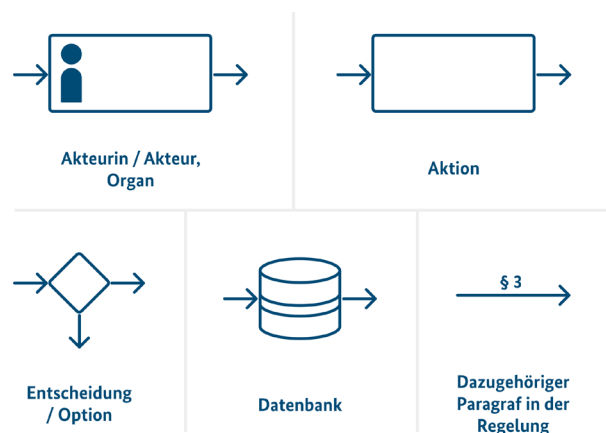 Akteurin / Akteur,
Organ
Aktion
Entscheidung
/ Option
Datenbank
§ 3
Dazugehöriger
Paragraf in der
Regelung